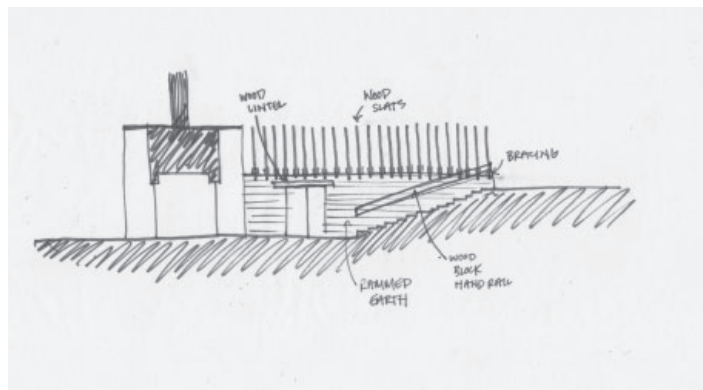 WOOD
LINTEL
WOOD
SLATS
BRACING
RAMMED
EARTH
WOOD
BLOCK
HAND RAIL